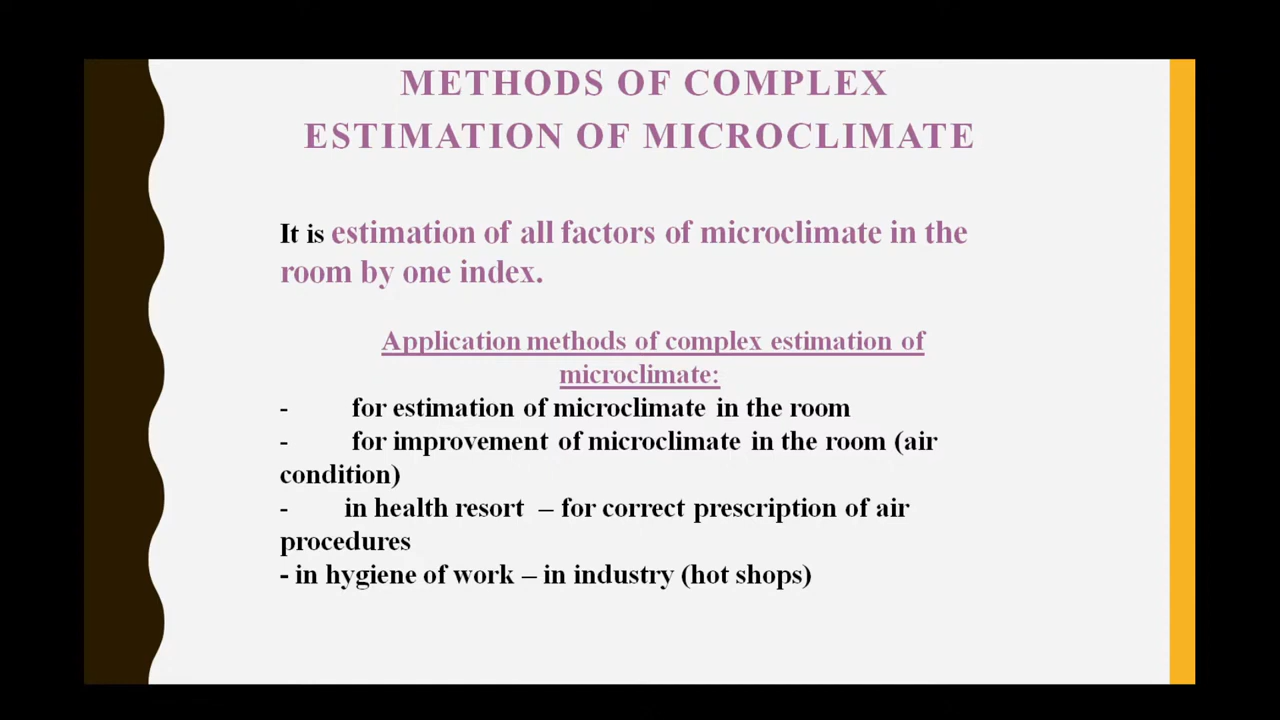 METHODS OF COMPLEX
ESTIMATION OF MICROCLIMATE
It is estimation of all factors of microclimate in the
room by one index.
Application methods of complex estimation of
microclimate:
- for estimation of microclimate in the room
- for improvement of microclimate in the room (air
condition)
- in health resort – for correct prescription of air
procedures
- in hygiene of work – in industry (hot shops)